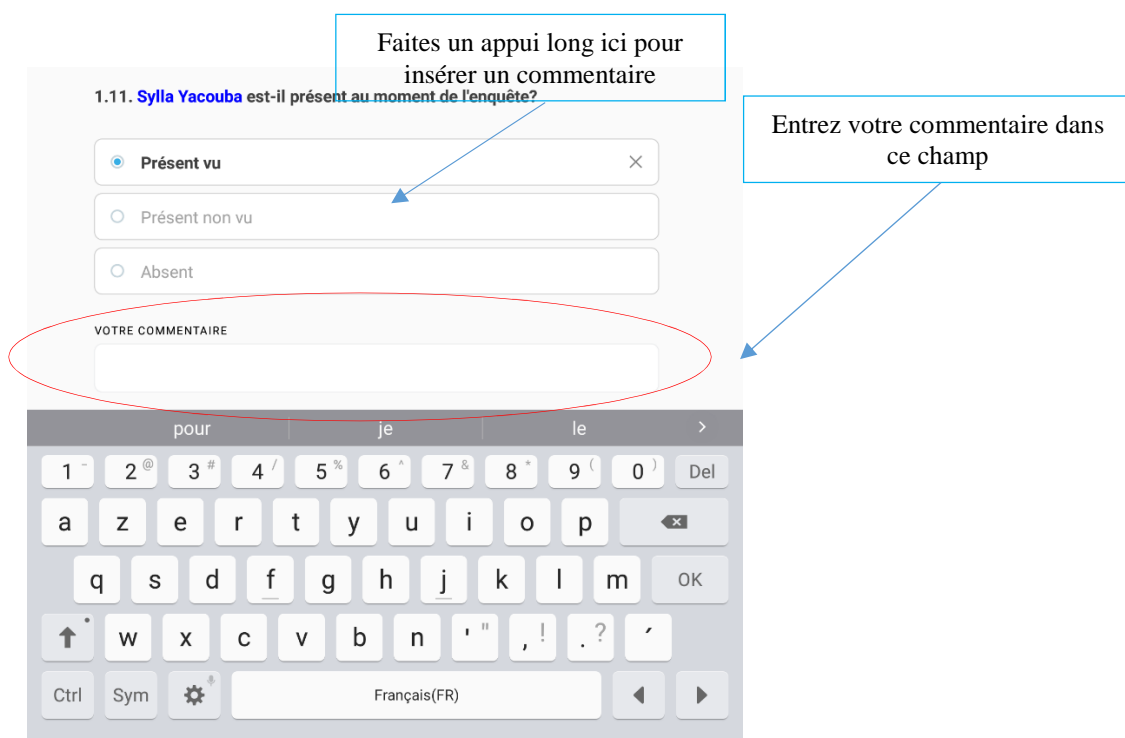 Faites un appui long ici pour
insérer un commentaire
1.11. Sylla Yacouba est-il présent au moment de l'enquête?
Entrez votre commentaire dans
ce champ
Présent vu
Présent non vu
Absent
VOTRE COMMENTAIRE
pour je le >
1 - 2 @ 3 # 4 / 5 % 6 ^ 7 & 8 * 9 ( 0 ) Del
a z e r t y u i o p
q s d f g h j k l m OK
w x c v b n ' " , ! . ? ´
Ctrl Sym Français(FR)